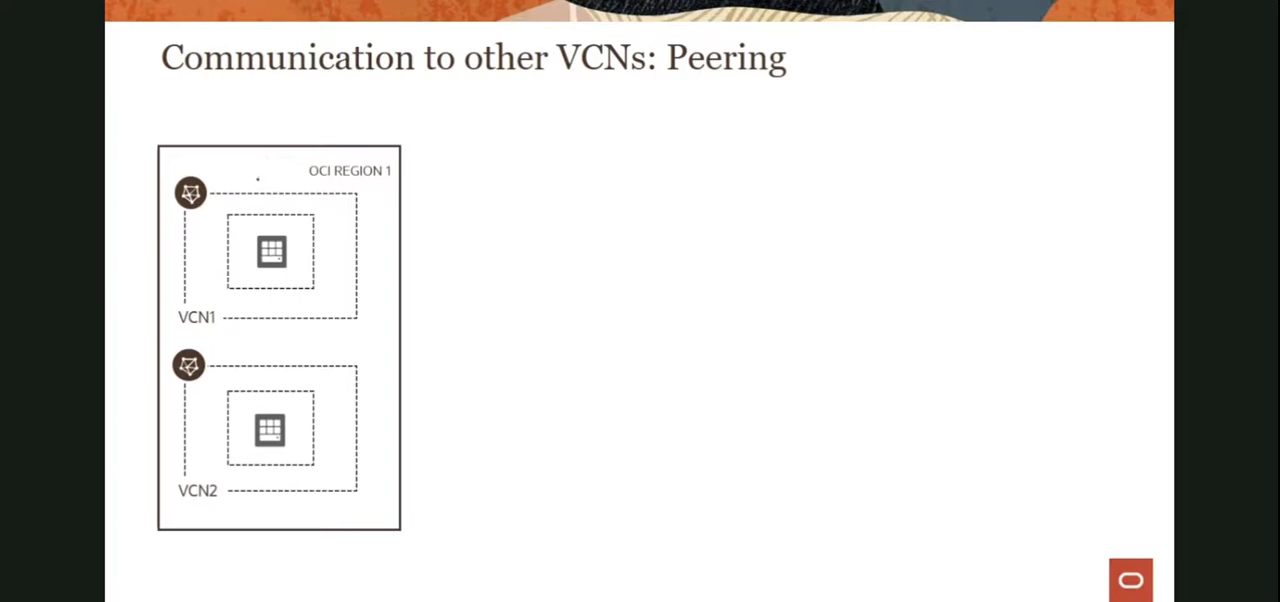 Communication to other VCNs: Peering
OCI REGION 1
VCN1
VCN2